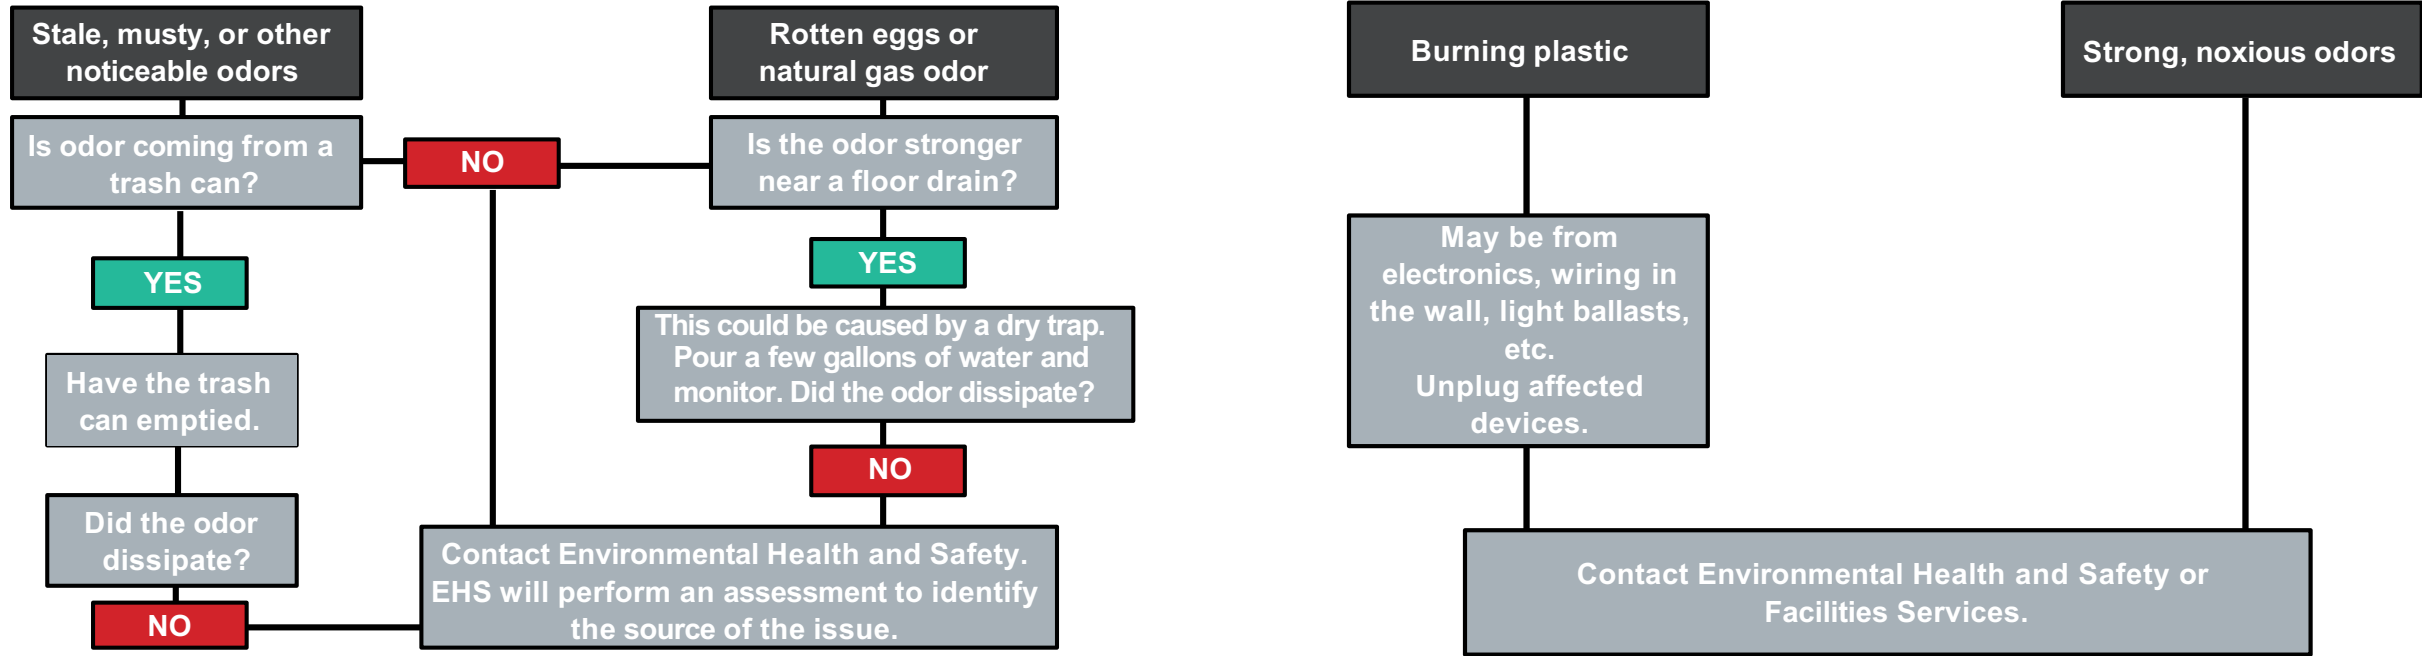 Stale, musty, or other
noticeable odors
Is odor coming from a
trash can?
YES
Have the trash
can emptied.
Did the odor
dissipate?
NO
NO
Rotten eggs or
natural gas odor
Is the odor stronger
near a floor drain?
YES
This could be caused by a dry trap.
Pour a few gallons of water and
monitor. Did the odor dissipate?
NO
Contact Environmental Health and Safety.
EHS will perform an assessment to identify
the source of the issue.
Burning plastic
May be from
electronics, wiring in
the wall, light ballasts,
etc.
Unplug affected
devices.
Strong, noxious odors
Contact Environmental Health and Safety or
Facilities Services.